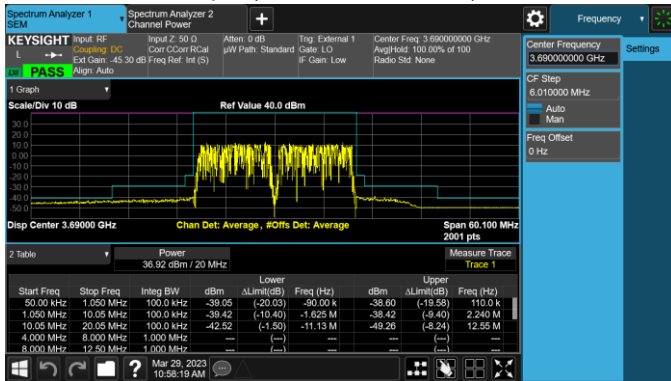 Spectrum Analyzer 1
SEM
Spectrum Analyzer 2
Channel Power
Frequency
KEYSIGHT
L
LXI
PASS
Input: RF
Coupling: DC
Ext Gain: -45.30 dB
Align: Auto
Input Z: 50 Ω
Corr CCorr RCal
Freq Ref: Int (S)
Atten: 0 dB
µW Path: Standard
Trig: External 1
Gate: LO
IF Gain: Low
Center Freq: 3.690000000 GHz
Avg|Hold: 100.00% of 100
Radio Std: None
Center Frequency
3.690000000 GHz
Settings
CF Step
6.010000 MHz
Auto
Man
Freq Offset
0 Hz
1 Graph
Scale/Div 10 dB
Ref Value 40.0 dBm
30.0
20.0
10.0
0.00
-10.0
-20.0
-30.0
-40.0
-50.0
Disp Center 3.69000 GHz
Chan Det: Average, #Offs Det: Average
Span 60.100 MHz
2001 pts
2 Table
Power
36.92 dBm / 20 MHz
Measure Trace
Trace 1
Lower Upper
Start Freq Stop Freq Integ BW dBm ΔLimit(dB) Freq (Hz) dBm ΔLimit(dB) Freq (Hz)
50.00 kHz 1.050 MHz 100.0 kHz -39.05 (-20.03) -90.00 k -38.60 (-19.58) 110.0 k
1.050 MHz 10.05 MHz 100.0 kHz -39.42 (-10.40) -1.625 M -38.42 (-9.40) 2.240 M
10.05 MHz 20.05 MHz 100.0 kHz -42.52 (-1.50) -11.13 M -49.26 (-8.24) 12.55 M
4.000 MHz 8.000 MHz 1.000 MHz --- (---) --- --- (---) ---
8.000 MHz 12.50 MHz 1.000 MHz --- (---) --- --- (---) ---
?
Mar 29, 2023
10:58:19 AM